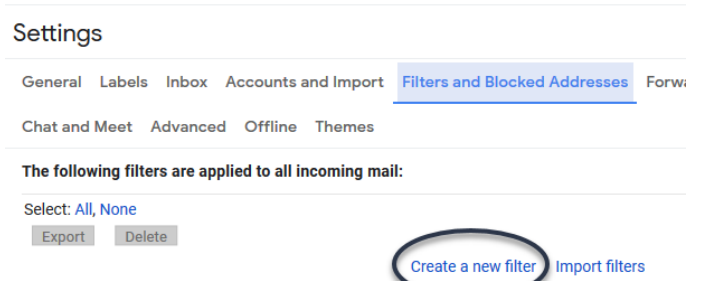 Settings
General Labels Inbox Accounts and Import Filters and Blocked Addresses Forwa
Chat and Meet Advanced Offline Themes
The following filters are applied to all incoming mail:
Select: All, None
Export Delete
Create a new filter Import filters